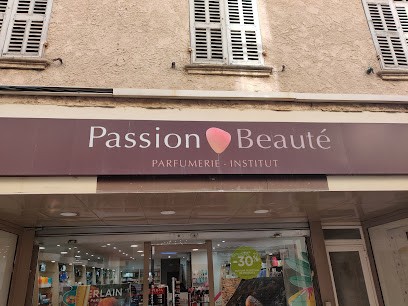 Passion Beauté
PARFUMERIE - INSTITUT
-30%